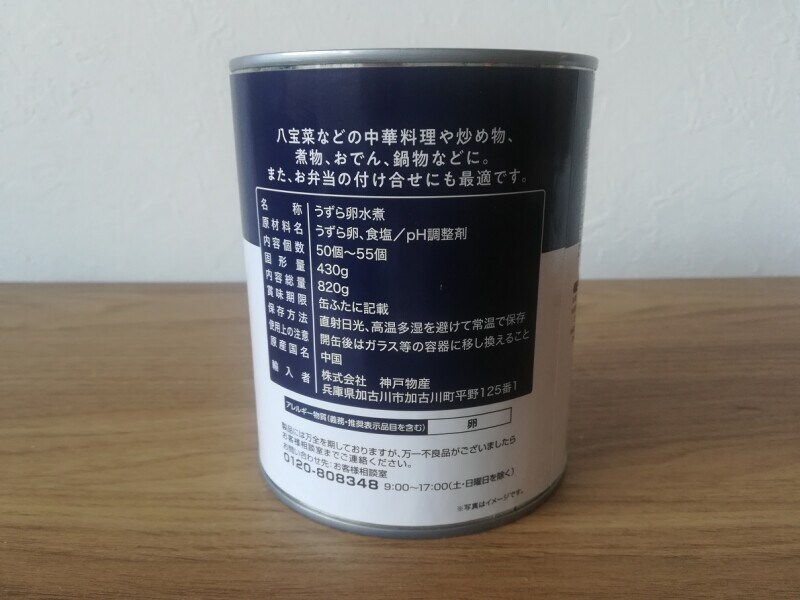 八宝菜などの中華料理や炒め物、
煮物、おでん、鍋物などに。
また、お弁当の付け合せにも最適です。
名称 うずら卵水煮
原材料名 うずら卵、食塩／pH調整剤
内容個数 50個～55個
固形量 430g
内容総量 820g
賞味期限 缶ふたに記載
保存方法 直射日光、高温多湿を避けて常温で保存
使用上の注意 開缶後はガラス等の容器に移し換えること
原産国名 中国
輸入者 株式会社 神戸物産
兵庫県加古川市加古川町平野125番1
アレルギー物質(義務・推奨表示品目を含む) 卵
製品には万全を期しておりますが、万一不良品がございましたら
お客様相談室までご連絡ください。
お問い合わせ先：お客様相談室
0120-808348 9:00～17:00(土・日曜日を除く)
※写真はイメージです。